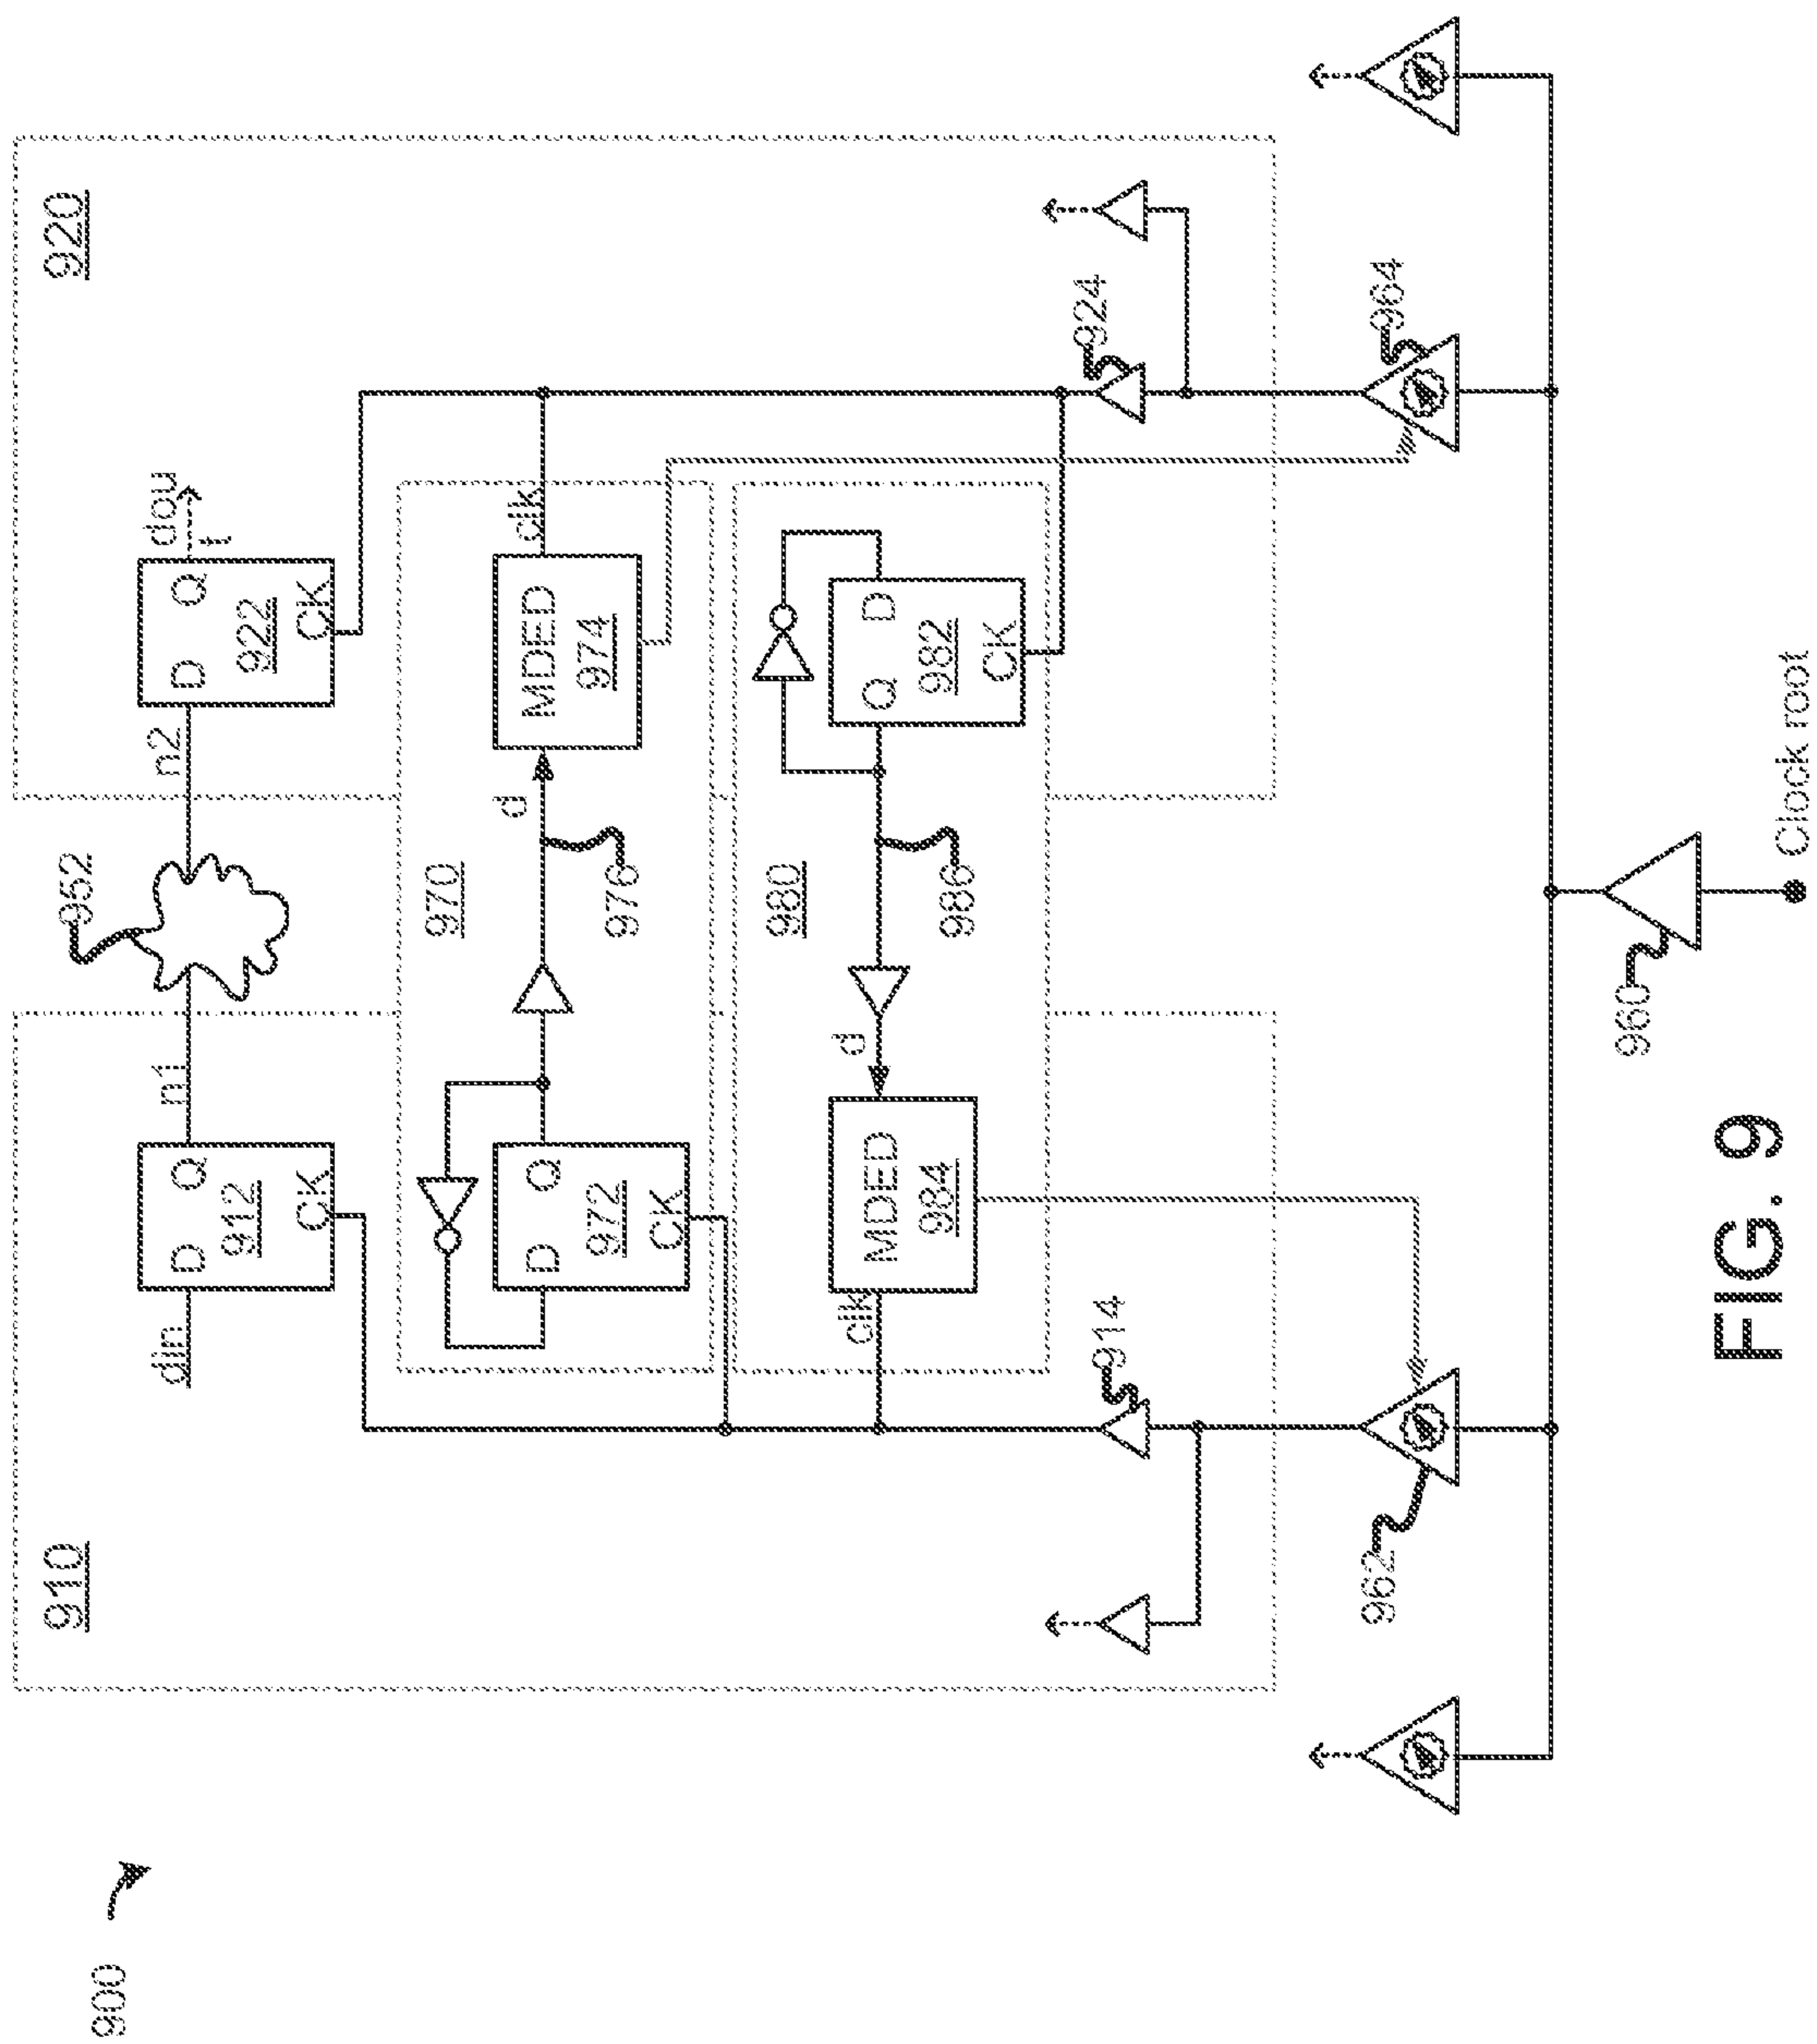 900
910
920
din
D Q
912
CK
n1
952
n2
D Q
922
CK
dou
t
970
D Q
972
CK
976
d
MDED
974
clk
980
clk
MDED
984
d
986
Q D
982
CK
914
924
962
964
960
Clock root
FIG. 9